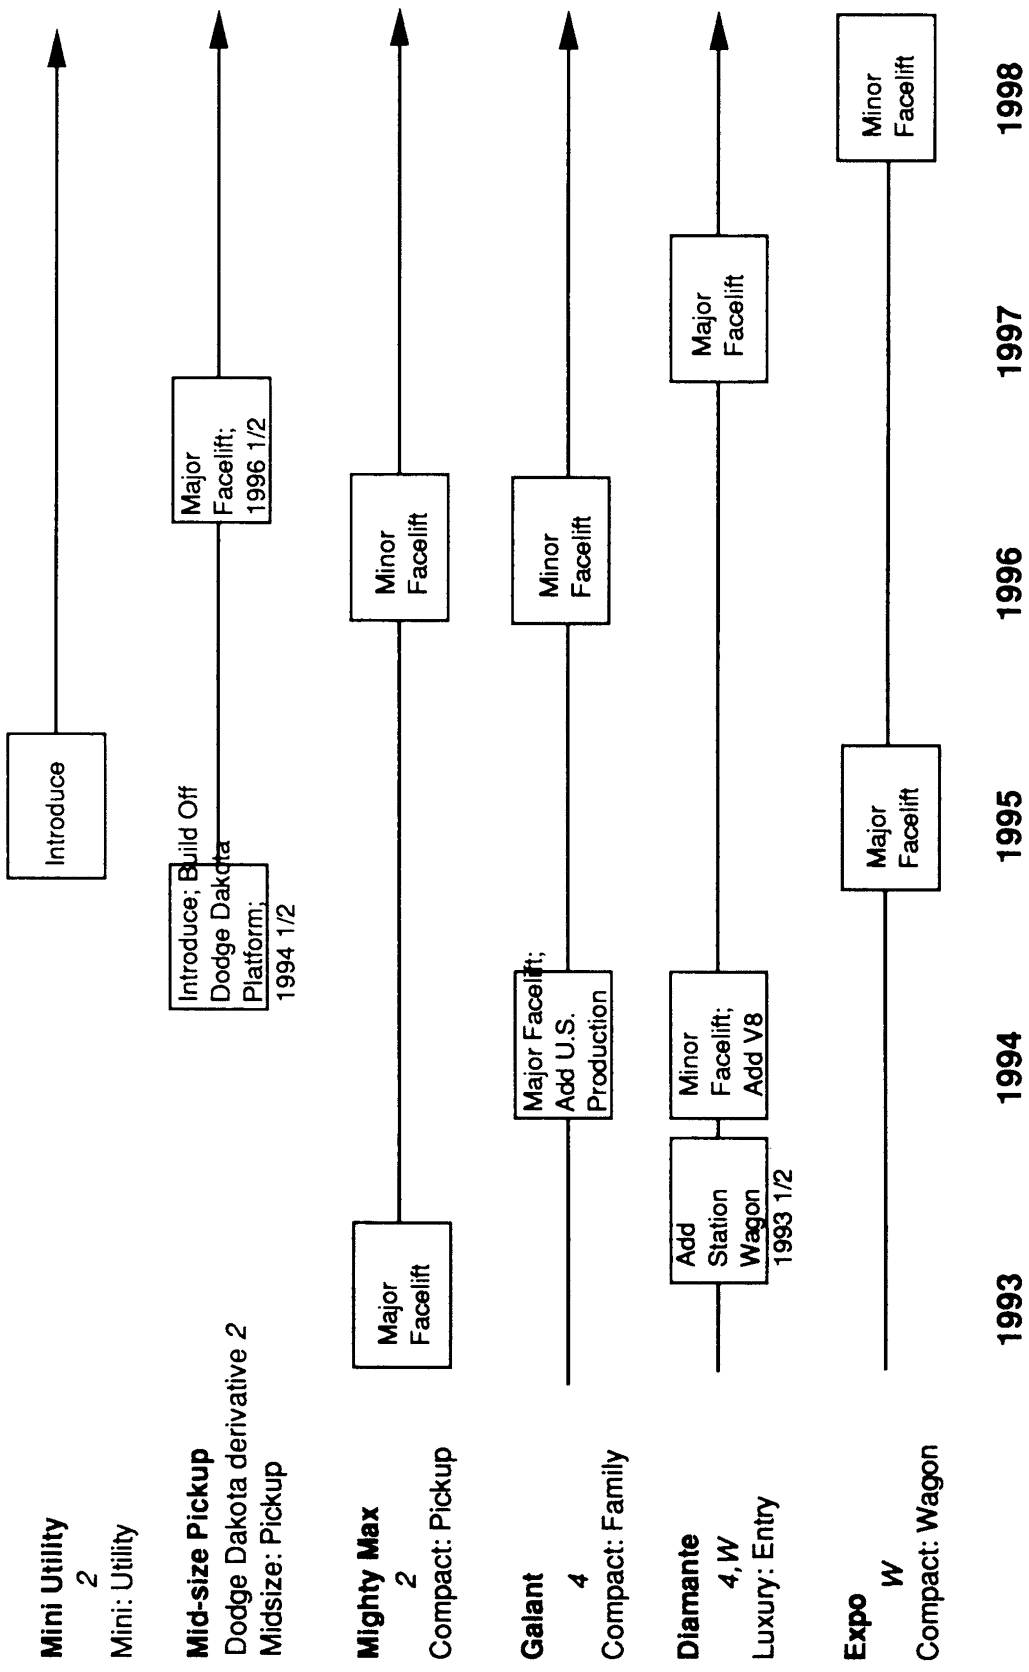 Mini Utility
2
Mini: Utility
Introduce
Mid-size Pickup
Dodge Dakota derivative 2
Midsize: Pickup
Introduce; Build Off
Dodge Dakota
Platform;
1994 1/2
Major
Facelift;
1996 1/2
Mighty Max
2
Compact: Pickup
Major
Facelift
Minor
Facelift
Galant
4
Compact: Family
Major Facelift;
Add U.S.
Production
Minor
Facelift
Diamante
4, W
Luxury: Entry
Add
Station
Wagon
1993 1/2
Minor
Facelift;
Add V8
Major
Facelift
Expo
W
Compact: Wagon
Major
Facelift
Minor
Facelift
1993 1994 1995 1996 1997 1998